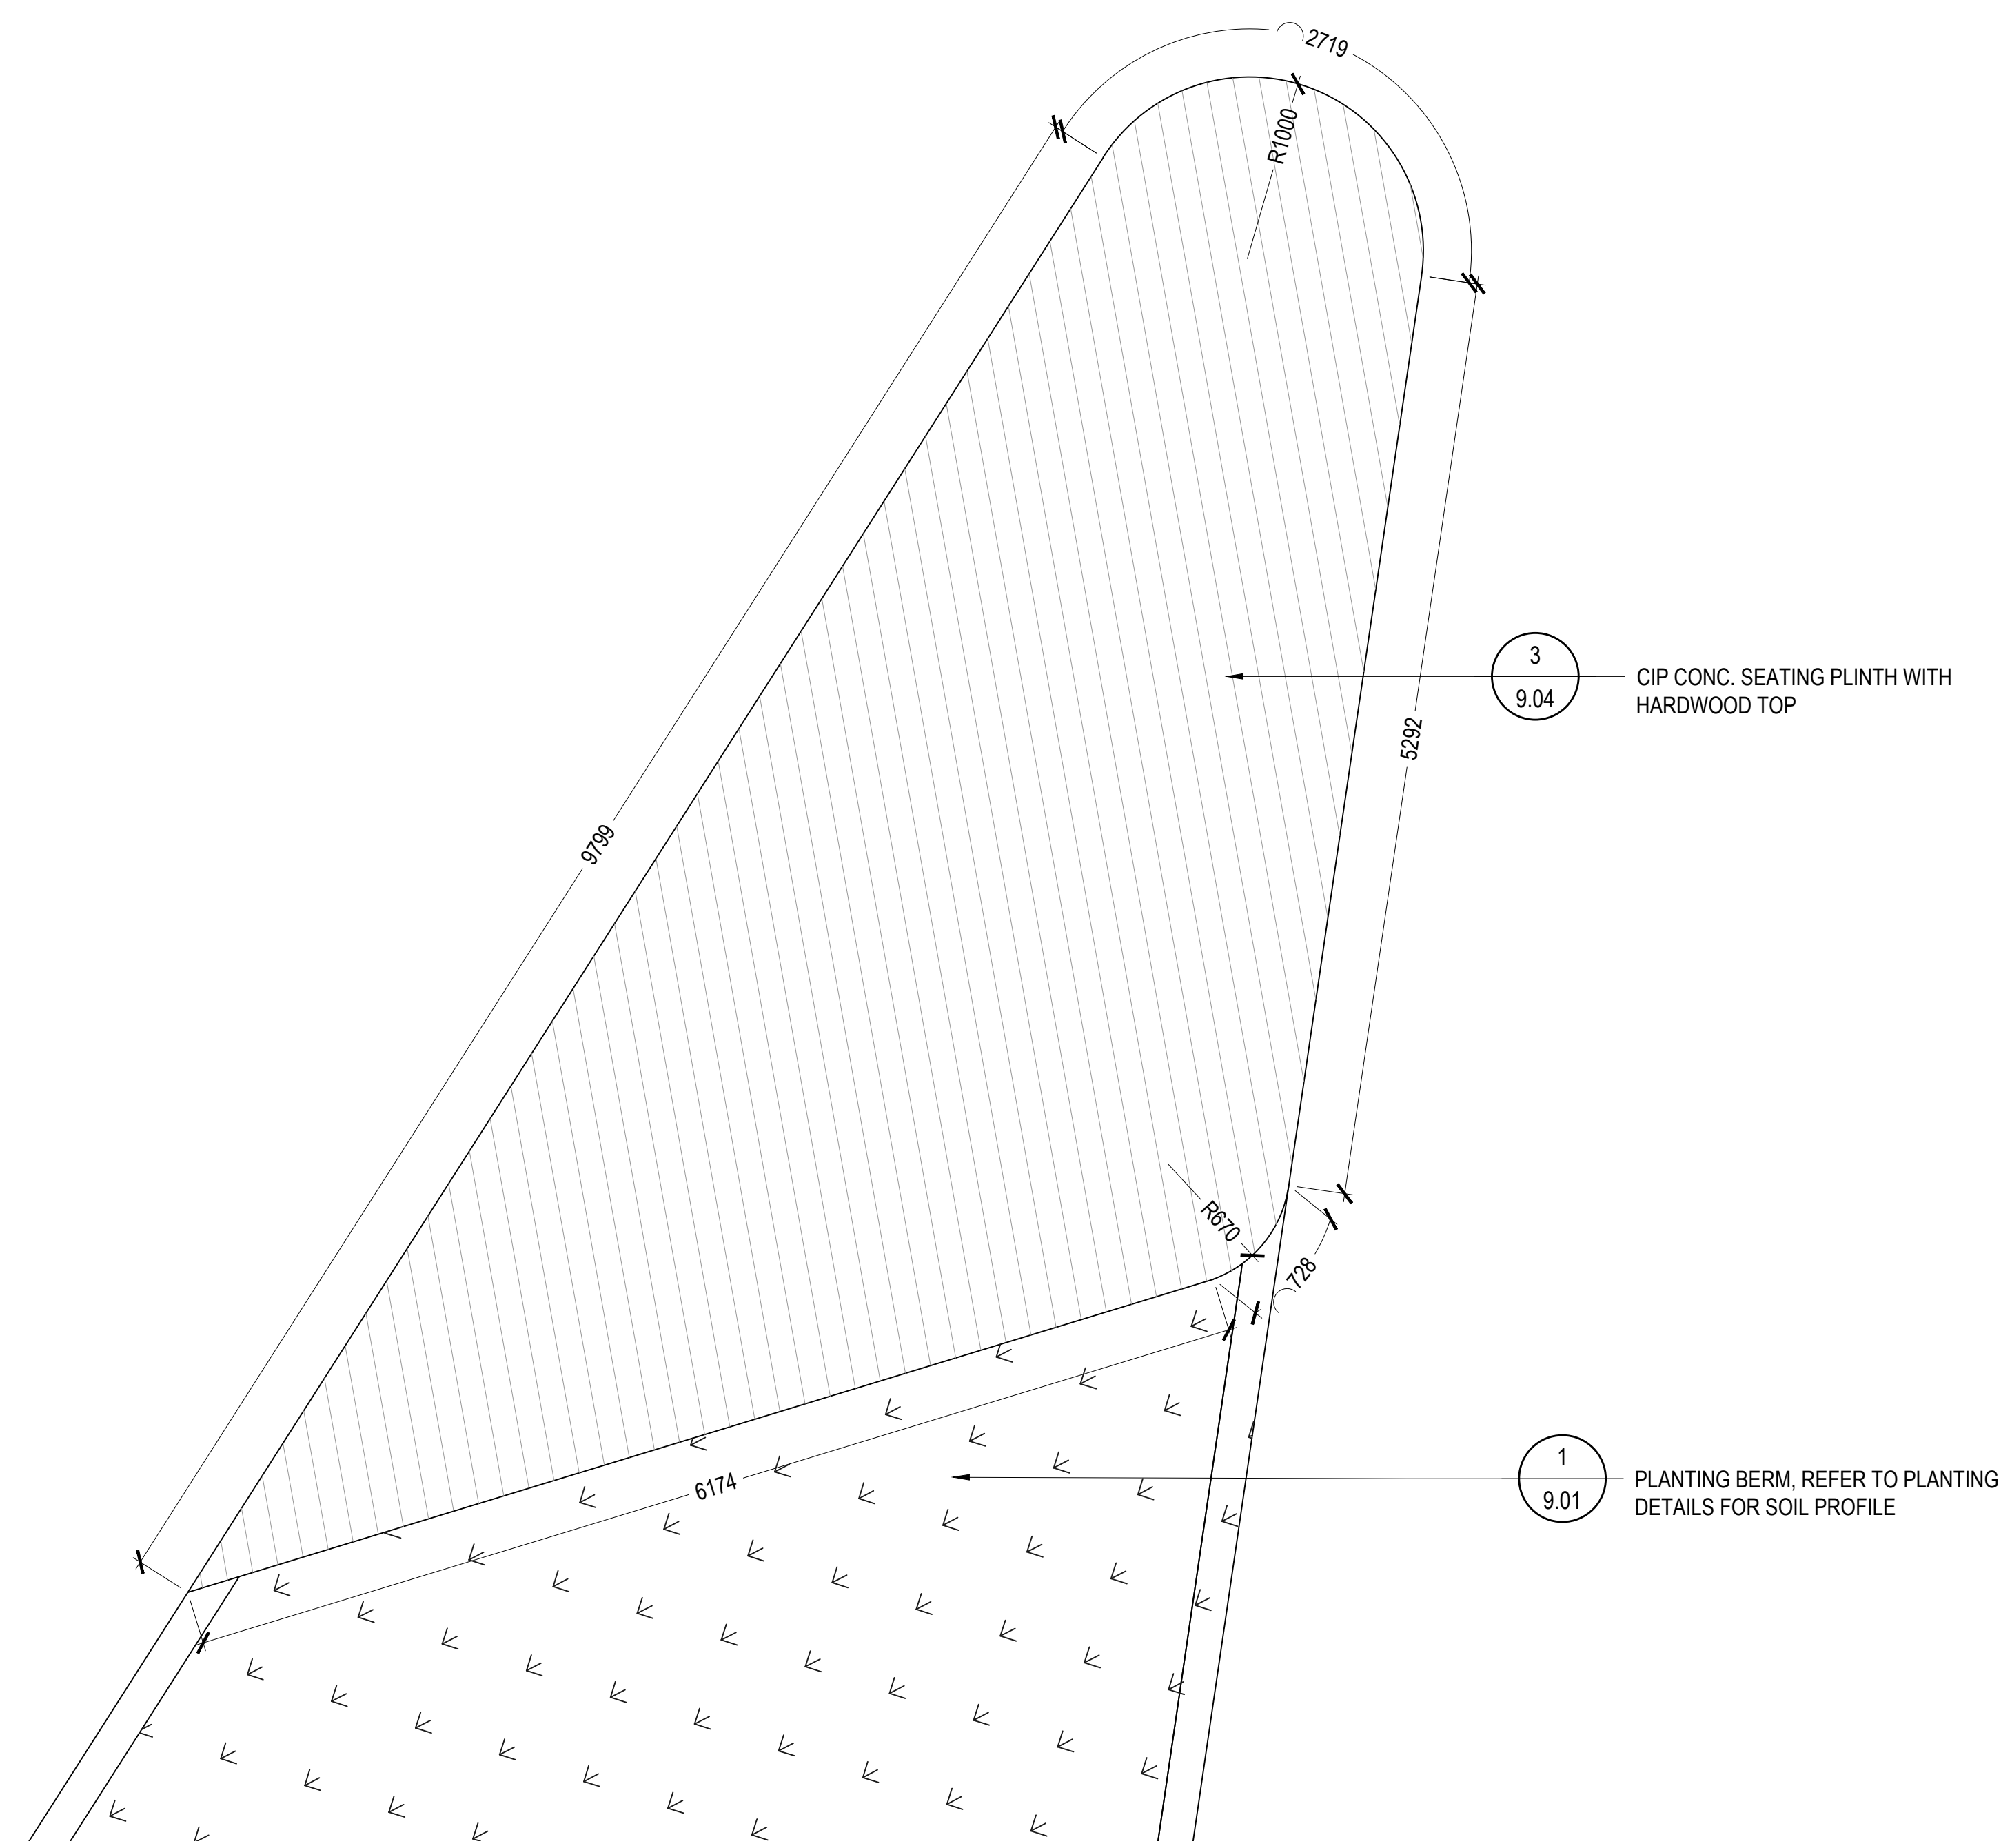 2719
R1000
3
9.04
CIP CONC. SEATING PLINTH WITH
HARDWOOD TOP
5292
9799
R670
728
6174
1
9.01
PLANTING BERM, REFER TO PLANTING
DETAILS FOR SOIL PROFILE